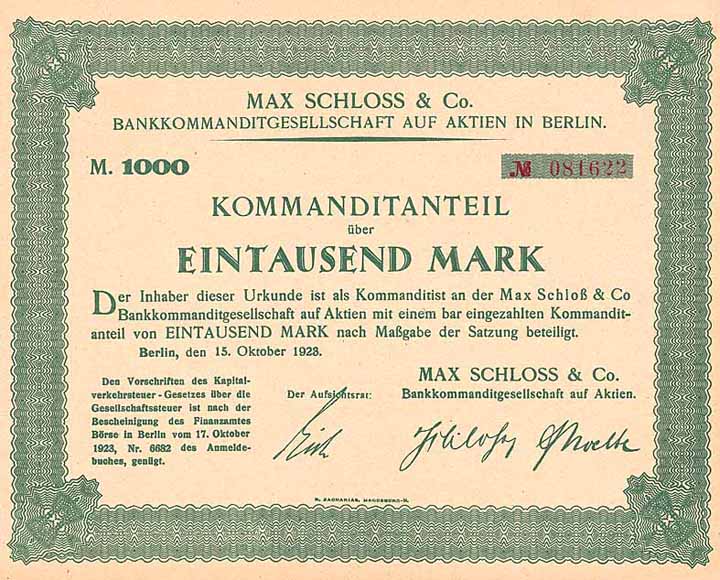 MAX SCHLOSS & Co.
BANKKOMMANDITGESELLSCHAFT AUF AKTIEN IN BERLIN.
M. 1000
№ 081622
KOMMANDITANTEIL
über
EINTAUSEND MARK
Der Inhaber dieser Urkunde ist als Kommanditist an der Max Schloß & Co
Bankkommanditgesellschaft auf Aktien mit einem bar eingezahlten Kommandit-
anteil von EINTAUSEND MARK nach Maßgabe der Satzung beteiligt.
Berlin, den 15. Oktober 1923.
Den Vorschriften des Kapital-
verkehrsteuer-Gesetzes über die
Gesellschaftssteuer ist nach der
Bescheinigung des Finanzamtes
Börse in Berlin vom 17. Oktober
1923, Nr. 6682 des Anmelde-
buches, genügt.
Der Aufsichtsrat:
MAX SCHLOSS & Co.
Bankkommanditgesellschaft auf Aktien.
R. ZACHARIAS, MAGDEBURG-N.